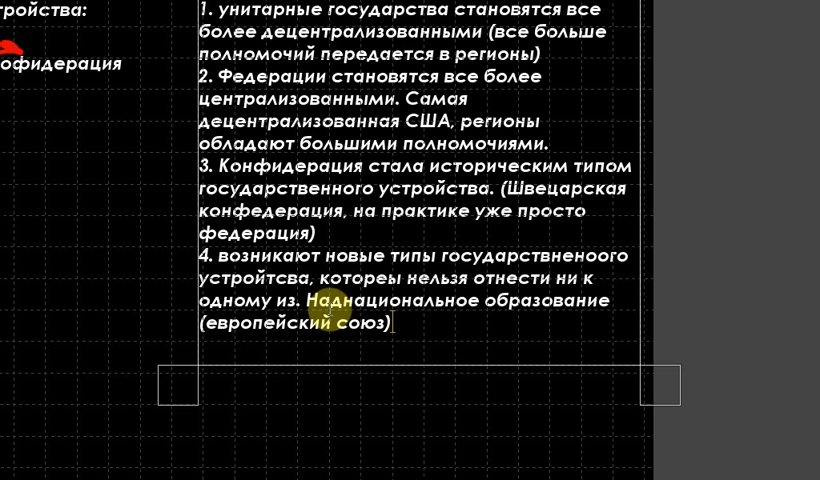 тройства:
офидерация
1. унитарные государства становятся все
более децентрализованными (все больше
полномочий передается в регионы)
2. Федерации становятся все более
централизованными. Самая
децентрализованная США, регионы
обладают большими полномочиями.
3. Конфидерация стала историческим типом
государственного устройства. (Швецарская
конфедерация, на практике уже просто
федерация)
4. возникают новые типы государствненоого
устройтсва, котореы нельзя отнести ни к
одному из. Наднациональное образование
(европейский союз)